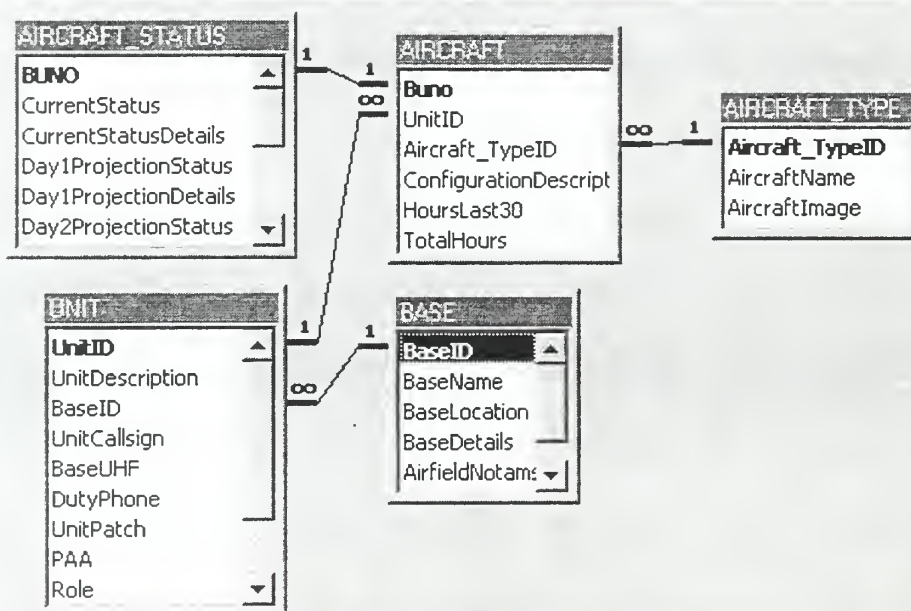 AIRCRAFT_STATUS
BUNO
CurrentStatus
CurrentStatusDetails
Day1ProjectionStatus
Day1ProjectionDetails
Day2ProjectionStatus
1
1
∞
AIRCRAFT
Buno
UnitID
Aircraft_TypeID
ConfigurationDescript
HoursLast30
TotalHours
∞
1
AIRCRAFT_TYPE
Aircraft_TypeID
AircraftName
AircraftImage
UNIT
UnitID
UnitDescription
BaseID
UnitCallsign
BaseUHF
DutyPhone
UnitPatch
PAA
Role
1
∞
1
BASE
BaseID
BaseName
BaseLocation
BaseDetails
AirfieldNotams